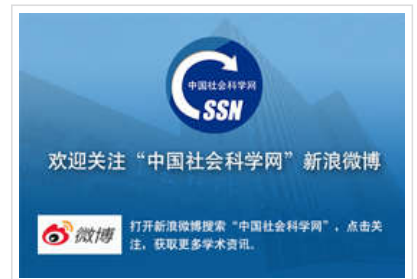 中国社会科学网
CSSN
欢迎关注“中国社会科学网”新浪微博
微博
打开新浪微博搜索“中国社会科学网”，点击关
注，获取更多学术资讯。